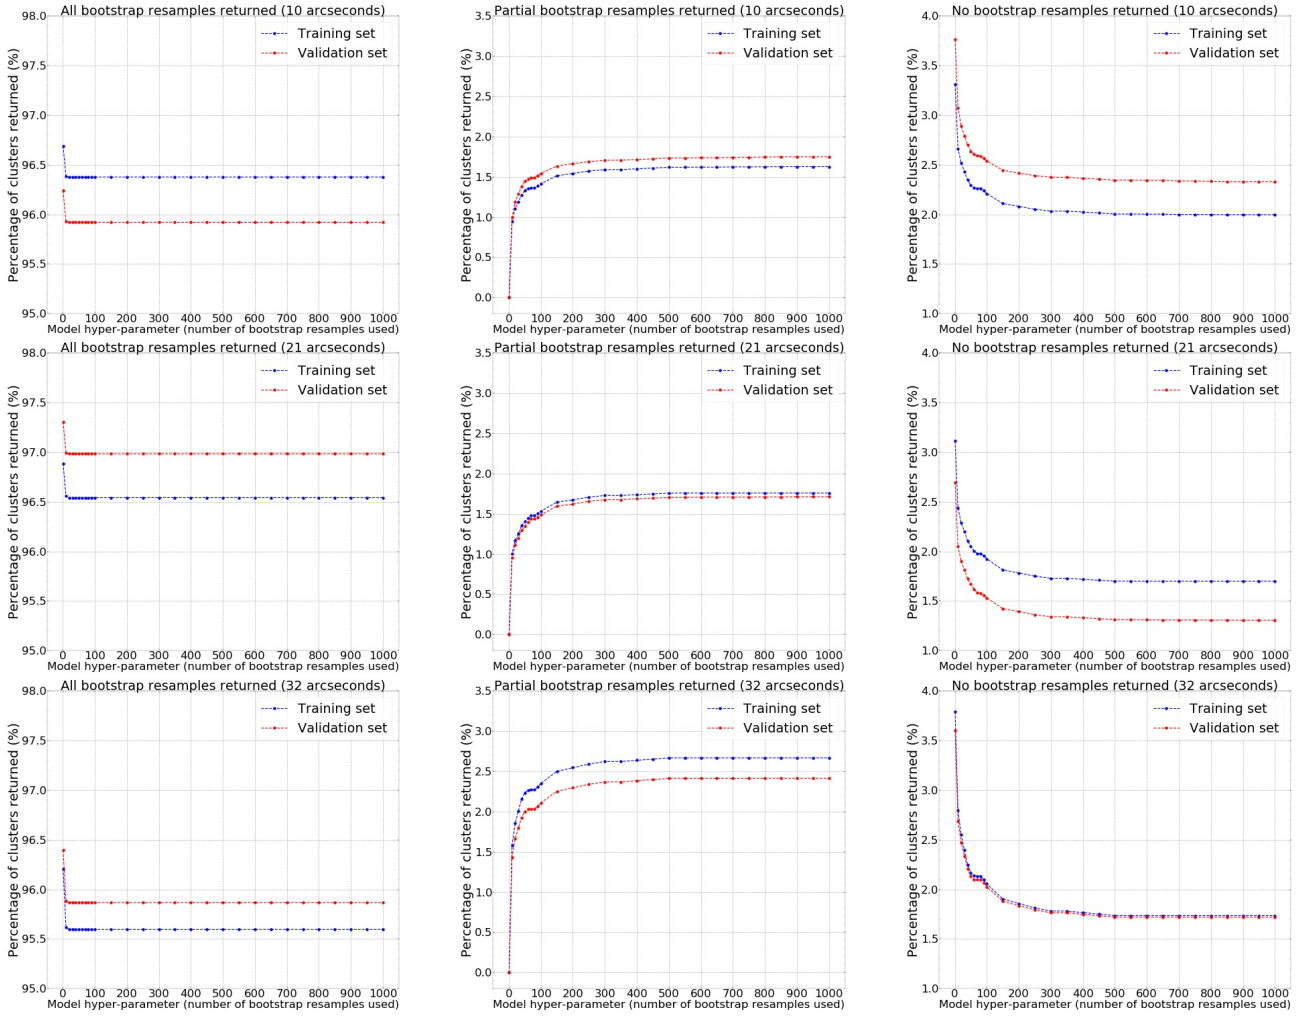 All bootstrap resamples returned (10 arcseconds)
Percentage of clusters returned (%)
98.0
97.5
97.0
96.5
96.0
95.5
95.0
Training set
Validation set
0 100 200 300 400 500 600 700 800 900 1000
Model hyper-parameter (number of bootstrap resamples used)
Partial bootstrap resamples returned (10 arcseconds)
Percentage of clusters returned (%)
3.5
3.0
2.5
2.0
1.5
1.0
0.5
0.0
Training set
Validation set
0 100 200 300 400 500 600 700 800 900 1000
Model hyper-parameter (number of bootstrap resamples used)
No bootstrap resamples returned (10 arcseconds)
Percentage of clusters returned (%)
4.0
3.5
3.0
2.5
2.0
1.5
1.0
Training set
Validation set
0 100 200 300 400 500 600 700 800 900 1000
Model hyper-parameter (number of bootstrap resamples used)
All bootstrap resamples returned (21 arcseconds)
Percentage of clusters returned (%)
98.0
97.5
97.0
96.5
96.0
95.5
95.0
Training set
Validation set
0 100 200 300 400 500 600 700 800 900 1000
Model hyper-parameter (number of bootstrap resamples used)
Partial bootstrap resamples returned (21 arcseconds)
Percentage of clusters returned (%)
3.5
3.0
2.5
2.0
1.5
1.0
0.5
0.0
Training set
Validation set
0 100 200 300 400 500 600 700 800 900 1000
Model hyper-parameter (number of bootstrap resamples used)
No bootstrap resamples returned (21 arcseconds)
Percentage of clusters returned (%)
4.0
3.5
3.0
2.5
2.0
1.5
1.0
Training set
Validation set
0 100 200 300 400 500 600 700 800 900 1000
Model hyper-parameter (number of bootstrap resamples used)
All bootstrap resamples returned (32 arcseconds)
Percentage of clusters returned (%)
98.0
97.5
97.0
96.5
96.0
95.5
95.0
Training set
Validation set
0 100 200 300 400 500 600 700 800 900 1000
Model hyper-parameter (number of bootstrap resamples used)
Partial bootstrap resamples returned (32 arcseconds)
Percentage of clusters returned (%)
3.5
3.0
2.5
2.0
1.5
1.0
0.5
0.0
Training set
Validation set
0 100 200 300 400 500 600 700 800 900 1000
Model hyper-parameter (number of bootstrap resamples used)
No bootstrap resamples returned (32 arcseconds)
Percentage of clusters returned (%)
4.0
3.5
3.0
2.5
2.0
1.5
1.0
Training set
Validation set
0 100 200 300 400 500 600 700 800 900 1000
Model hyper-parameter (number of bootstrap resamples used)